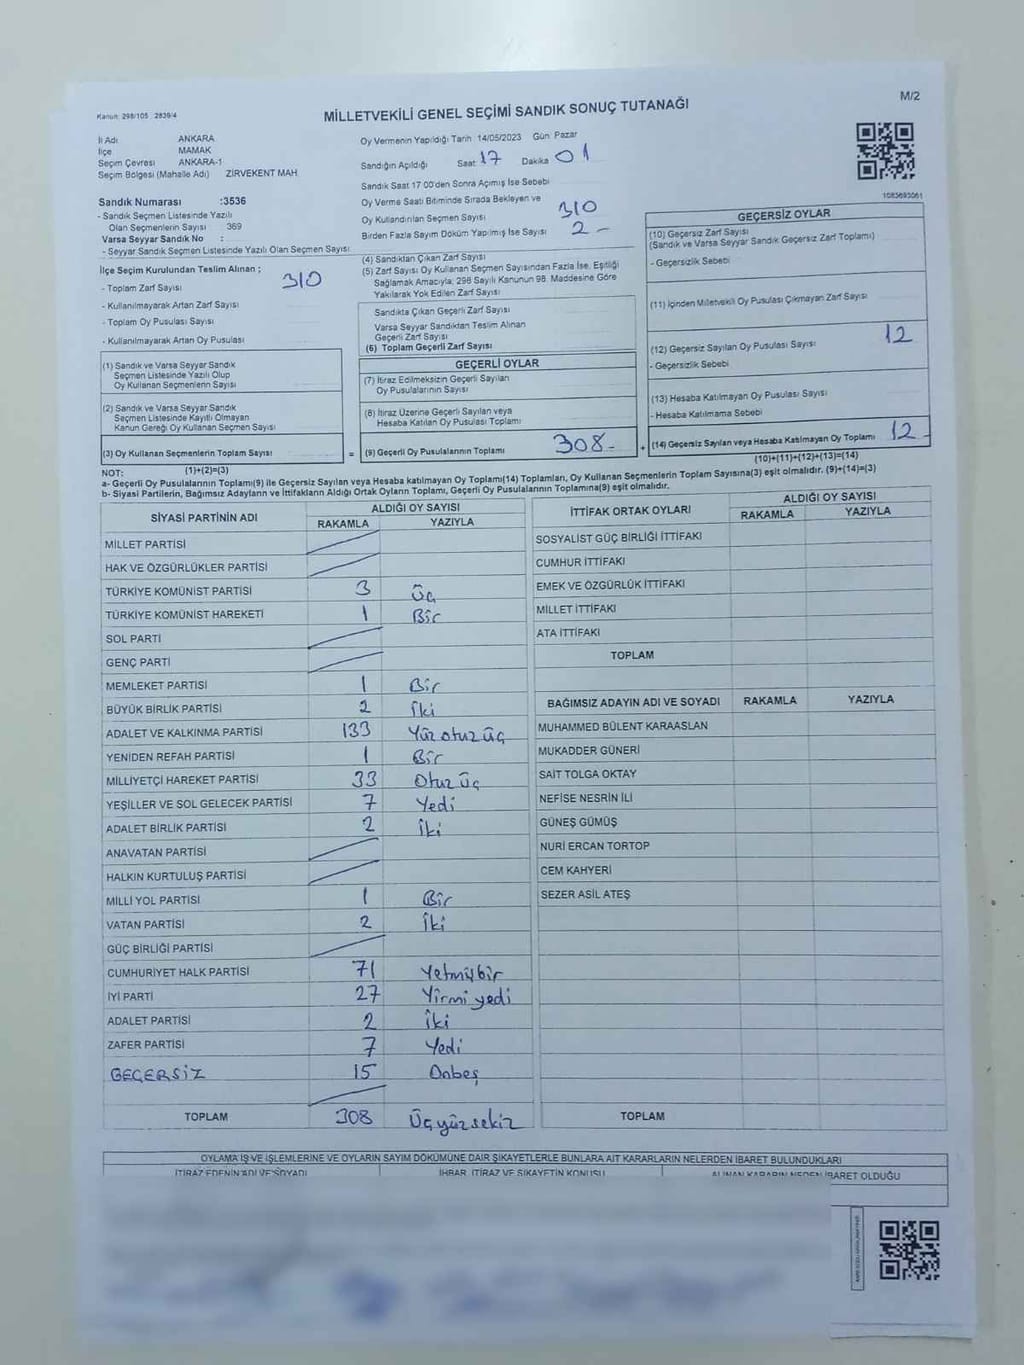 M/2
Kanun 298/105 2839/4
MİLLETVEKİLİ GENEL SEÇİMİ SANDIK SONUÇ TUTANAĞI
İl Adı ANKARA
İlçe MAMAK
Seçim Çevresi ANKARA-1
Seçim Bölgesi (Mahalle Adı) ZİRVEKENT MAH.
Sandık Numarası :3536
- Sandık Seçmen Listesinde Yazılı
Olan Seçmenlerin Sayısı 369
Varsa Seyyar Sandık No :
- Seyyar Sandık Seçmen Listesinde Yazılı Olan Seçmen Sayısı
Oy Vermenin Yapıldığı Tarih 14/05/2023 Gün Pazar
Sandığın Açıldığı Saat 17 Dakika 01
Sandık Saat 17 00'den Sonra Açımış İse Sebebi
Oy Verme Saati Bitiminde Sırada Bekleyen ve
Oy Kullandırılan Seçmen Sayısı 310
Birden Fazla Sayım Döküm Yapılmış İse Sayısı 2 -
1083693061
İlçe Seçim Kurulundan Teslim Alınan ;
- Toplam Zarf Sayısı 310
- Kullanılmayarak Artan Zarf Sayısı
- Toplam Oy Pusulası Sayısı
- Kullanılmayarak Artan Oy Pusulası
(1) Sandık ve Varsa Seyyar Sandık
Seçmen Listesinde Yazılı Olup
Oy Kullanan Seçmenlerin Sayısı
(2) Sandık ve Varsa Seyyar Sandık
Seçmen Listesinde Kayıtlı Olmayan
Kanun Gereği Oy Kullanan Seçmen Sayısı
(3) Oy Kullanan Seçmenlerin Toplam Sayısı
(4) Sandıktan Çıkan Zarf Sayısı
(5) Zarf Sayısı Oy Kullanan Seçmen Sayısından Fazla İse, Eşitliği
Sağlamak Amacıyla; 298 Sayılı Kanunun 98. Maddesine Göre
Yakılarak Yok Edilen Zarf Sayısı
Sandıkta Çıkan Geçerli Zarf Sayısı
Varsa Seyyar Sandıktan Teslim Alınan
Geçerli Zarf Sayısı
(6) Toplam Geçerli Zarf Sayısı
GEÇERLİ OYLAR
(7) İtiraz Edilmeksizin Geçerli Sayılan
Oy Pusulalarının Sayısı
(8) İtiraz Üzerine Geçerli Sayılan veya
Hesaba Katılan Oy Pusulası Toplamı
= (9) Geçerli Oy Pusulalarının Toplamı 308-
GEÇERSİZ OYLAR
(10) Geçersiz Zarf Sayısı
(Sandık ve Varsa Seyyar Sandık Geçersiz Zarf Toplamı)
- Geçersizlik Sebebi
(11) İçinden Milletvekili Oy Pusulası Çıkmayan Zarf Sayısı
(12) Geçersiz Sayılan Oy Pusulası Sayısı 12
- Geçersizlik Sebebi
(13) Hesaba Katılmayan Oy Pusulası Sayısı
- Hesaba Katılmama Sebebi
+ (14) Geçersiz Sayılan veya Hesaba Katılmayan Oy Toplamı 12 -
NOT: (1)+(2)=(3)
(10)+(11)+(12)+(13)=(14)
a- Geçerli Oy Pusulalarının Toplamı(9) ile Geçersiz Sayılan veya Hesaba katılmayan Oy Toplamı(14) Toplamları, Oy Kullanan Seçmenlerin Toplam Sayısına(3) eşit olmalıdır. (9)+(14)=(3)
b- Siyasi Partilerin, Bağımsız Adayların ve İttifakların Aldığı Ortak Oyların Toplamı, Geçerli Oy Pusulalarının Toplamına(9) eşit olmalıdır.
SİYASİ PARTİNİN ADI ALDIĞI OY SAYISI
RAKAMLA YAZIYLA
MİLLET PARTİSİ
HAK VE ÖZGÜRLÜKLER PARTİSİ
TÜRKİYE KOMÜNİST PARTİSİ 3 Üç
TÜRKİYE KOMÜNİST HAREKETİ 1 Bir
SOL PARTİ
GENÇ PARTİ
MEMLEKET PARTİSİ 1 Bir
BÜYÜK BİRLİK PARTİSİ 2 İki
ADALET VE KALKINMA PARTİSİ 133 Yüz otuz üç
YENİDEN REFAH PARTİSİ 1 Bir
MİLLİYETÇİ HAREKET PARTİSİ 33 Otuz üç
YEŞİLLER VE SOL GELECEK PARTİSİ 7 Yedi
ADALET BİRLİK PARTİSİ 2 İki
ANAVATAN PARTİSİ
HALKIN KURTULUŞ PARTİSİ
MİLLİ YOL PARTİSİ 1 Bir
VATAN PARTİSİ 2 İki
GÜÇ BİRLİĞİ PARTİSİ
CUMHURİYET HALK PARTİSİ 71 Yetmişbir
İYİ PARTİ 27 Yirmi yedi
ADALET PARTİSİ 2 İki
ZAFER PARTİSİ 7 Yedi
GEÇERSİZ 15 Onbeş
TOPLAM 308 Üçyüzsekiz
İTTİFAK ORTAK OYLARI ALDIĞI OY SAYISI
RAKAMLA YAZIYLA
SOSYALİST GÜÇ BİRLİĞİ İTTİFAKI
CUMHUR İTTİFAKI
EMEK VE ÖZGÜRLÜK İTTİFAKI
MİLLET İTTİFAKI
ATA İTTİFAKI
TOPLAM
BAĞIMSIZ ADAYIN ADI VE SOYADI RAKAMLA YAZIYLA
MUHAMMED BÜLENT KARAASLAN
MUKADDER GÜNERİ
SAİT TOLGA OKTAY
NEFİSE NESRİN İLİ
GÜNEŞ GÜMÜŞ
NURİ ERCAN TORTOP
CEM KAHYERİ
SEZER ASİL ATEŞ
TOPLAM
OYLAMA İŞ VE İŞLEMLERİNE VE OYLARIN SAYIM DÖKÜMÜNE DAİR ŞİKAYETLERLE BUNLARA AİT KARARLARIN NELERDEN İBARET BULUNDUKLARI
İTİRAZ EDENİN ADI VE SOYADI İHBAR, İTİRAZ VE ŞİKAYETİN KONUSU ALINAN KARARIN NEDEN İBARET OLDUĞU